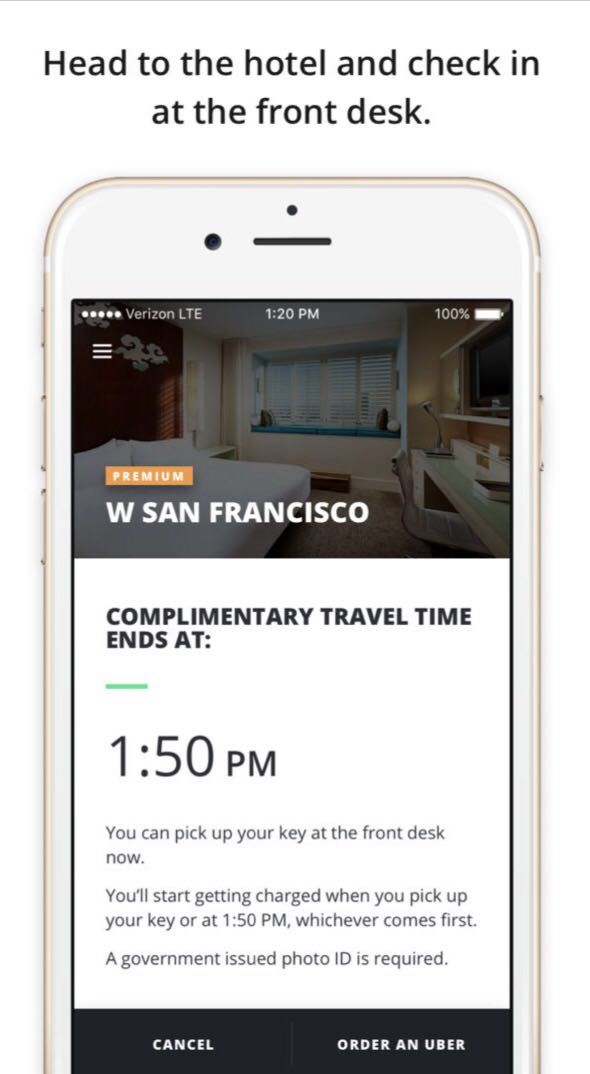 Head to the hotel and check in
at the front desk.
Verizon LTE 1:20 PM 100%
PREMIUM
W SAN FRANCISCO
COMPLIMENTARY TRAVEL TIME
ENDS AT:
1:50 PM
You can pick up your key at the front desk
now.
You'll start getting charged when you pick up
your key or at 1:50 PM, whichever comes first.
A government issued photo ID is required.
CANCEL ORDER AN UBER